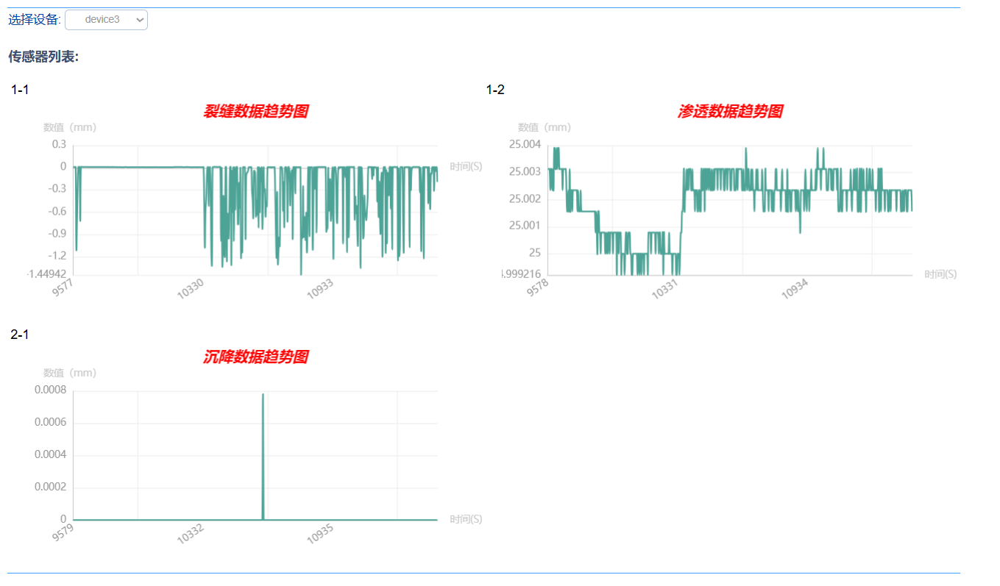 选择设备: device3
传感器列表:
1-1
裂缝数据趋势图
数值（mm）
0.3
0
-0.3
-0.6
-0.9
-1.2
-1.44942
时间(S)
9577
10330
10933
1-2
渗透数据趋势图
数值（mm）
25.004
25.003
25.002
25.001
25
.999216
时间(S)
9578
10331
10934
2-1
沉降数据趋势图
数值（mm）
0.0008
0.0006
0.0004
0.0002
0
时间(S)
9579
10332
10935